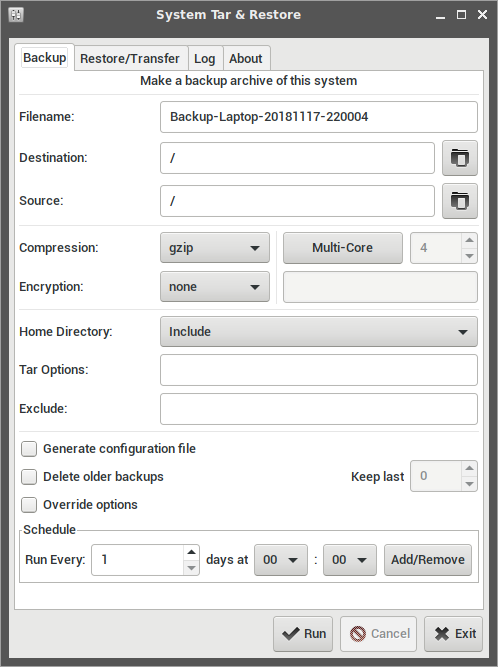 System Tar & Restore
Backup Restore/Transfer Log About
Make a backup archive of this system
Filename: Backup-Laptop-20181117-220004
Destination: /
Source: /
Compression: gzip Multi-Core 4
Encryption: none
Home Directory: Include
Tar Options:
Exclude:
Generate configuration file
Delete older backups Keep last 0
Override options
Schedule
Run Every: 1 days at 00 : 00 Add/Remove
Run Cancel Exit